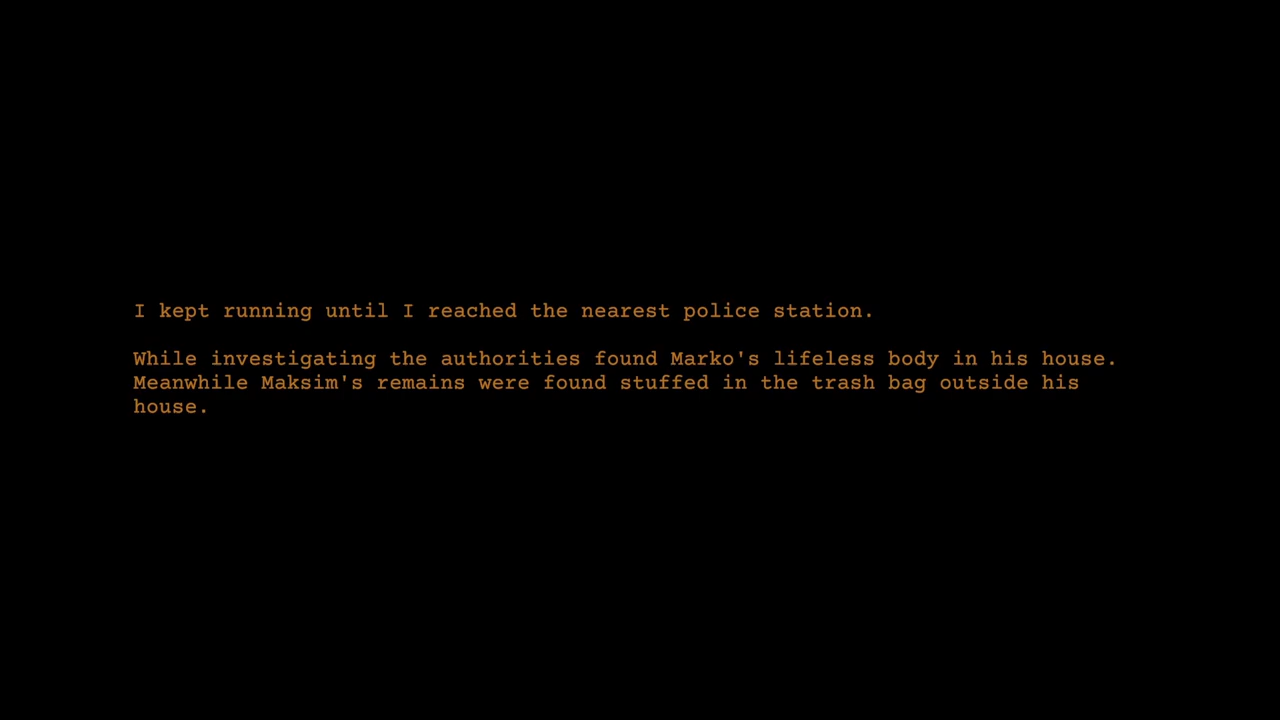 I kept running until I reached the nearest police station.
While investigating the authorities found Marko's lifeless body in his house.
Meanwhile Maksim's remains were found stuffed in the trash bag outside his
house.